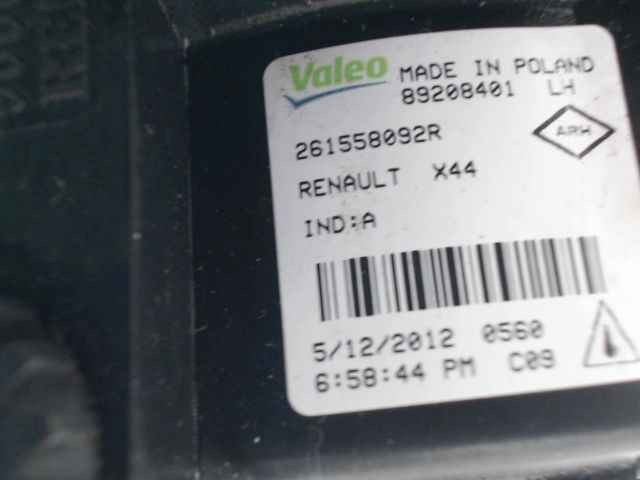 Valeo MADE IN POLAND
89208401 LH
261558092R
ARW
RENAULT X44
IND:A
5/12/2012 0560
6:58:44 PM C09